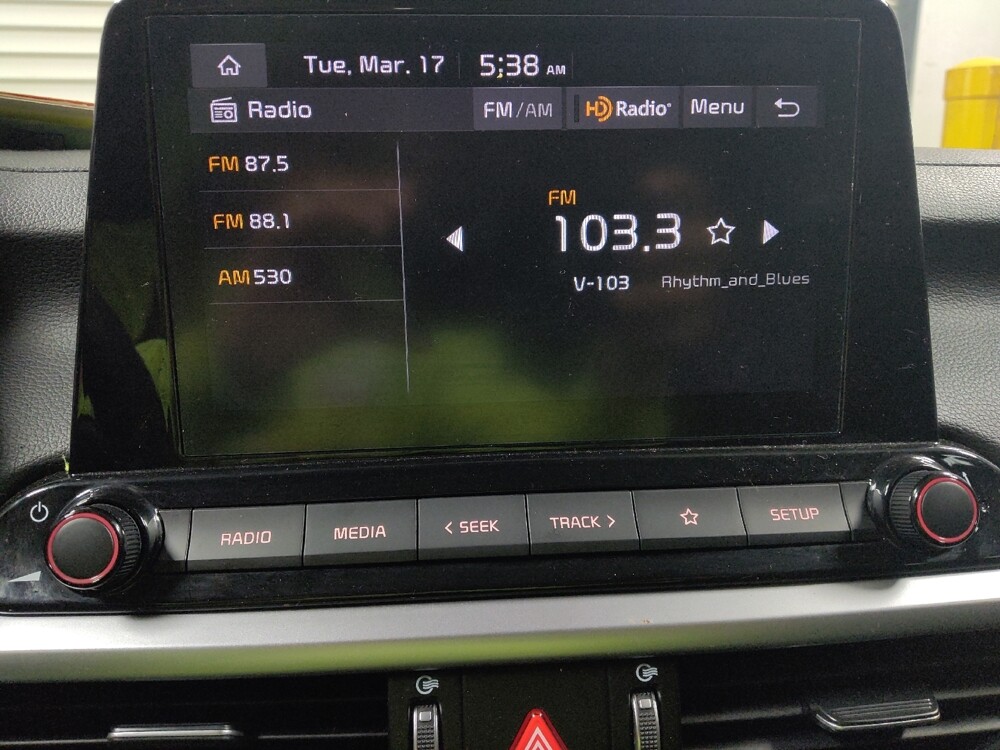 Tue, Mar. 17 5:38 AM
Radio FM/AM HD Radio® Menu
FM 87.5
FM 88.1
AM 530
FM
103.3
V-103 Rhythm_and_Blues
RADIO MEDIA < SEEK TRACK > SETUP